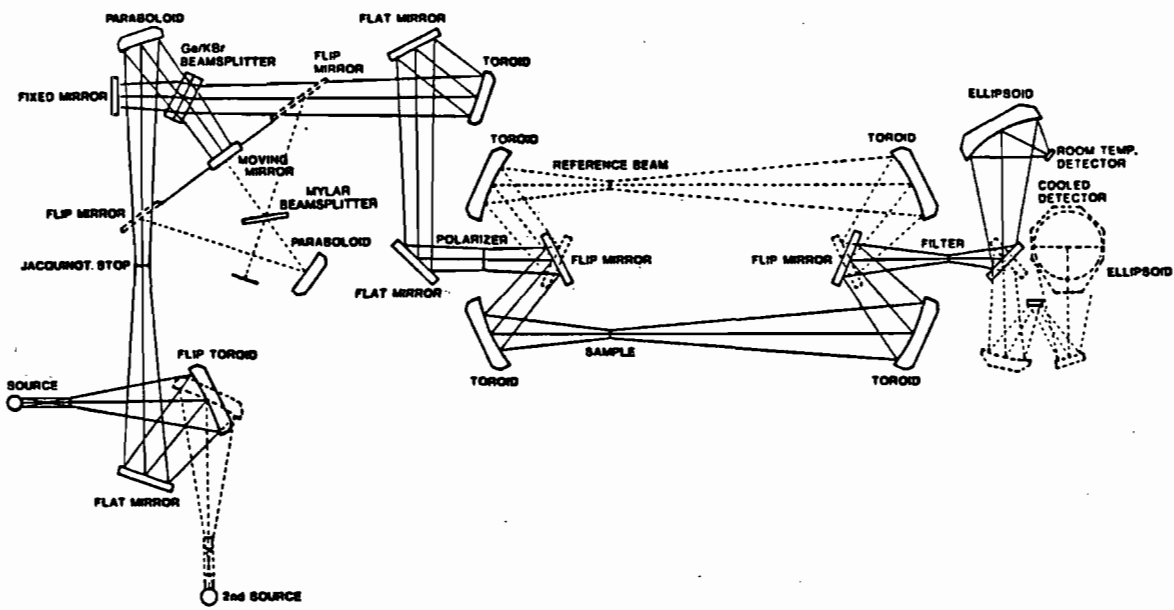 PARABOLOID
Ge/KBr
BEAMSPLITTER
FLIP
MIRROR
FLAT MIRROR
TOROID
FIXED MIRROR
MOVING
MIRROR
MYLAR
BEAMSPLITTER
FLIP MIRROR
PARABOLOID
JACQUINOT. STOP
FLAT MIRROR
POLARIZER
TOROID
REFERENCE BEAM
TOROID
ELLIPSOID
ROOM TEMP.
DETECTOR
COOLED
DETECTOR
FLIP MIRROR
FLIP MIRROR
FILTER
ELLIPSOID
TOROID
SAMPLE
TOROID
FLIP TOROID
SOURCE
FLAT MIRROR
2nd SOURCE